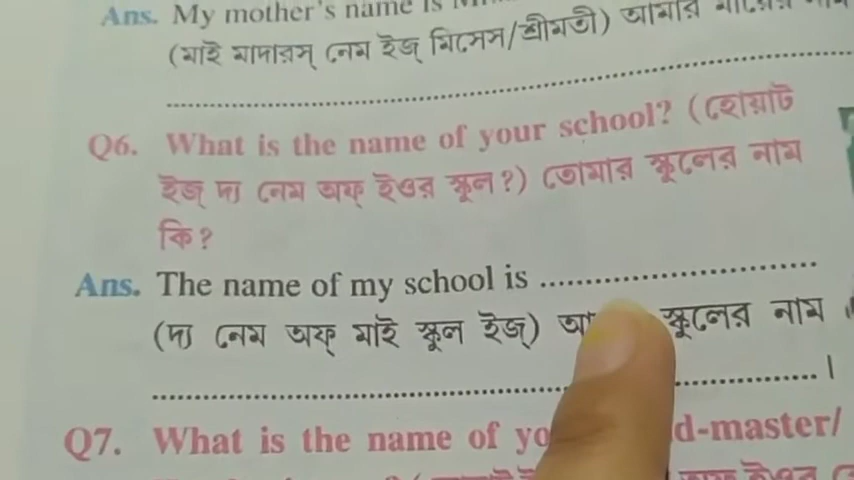 Ans. My mother's name is
(মাই মাদারস্ নেম ইজ্ মিসেস/শ্রীমতী) আমার
Q6. What is the name of your school? (হোয়াট
ইজ্ দ্য নেম অফ্ ইওর স্কুল?) তোমার স্কুলের নাম
কি?
Ans. The name of my school is ..............................
(দ্য নেম অফ্ মাই স্কুল ইজ্) স্কুলের নাম
।
Q7. What is the name of d-master/